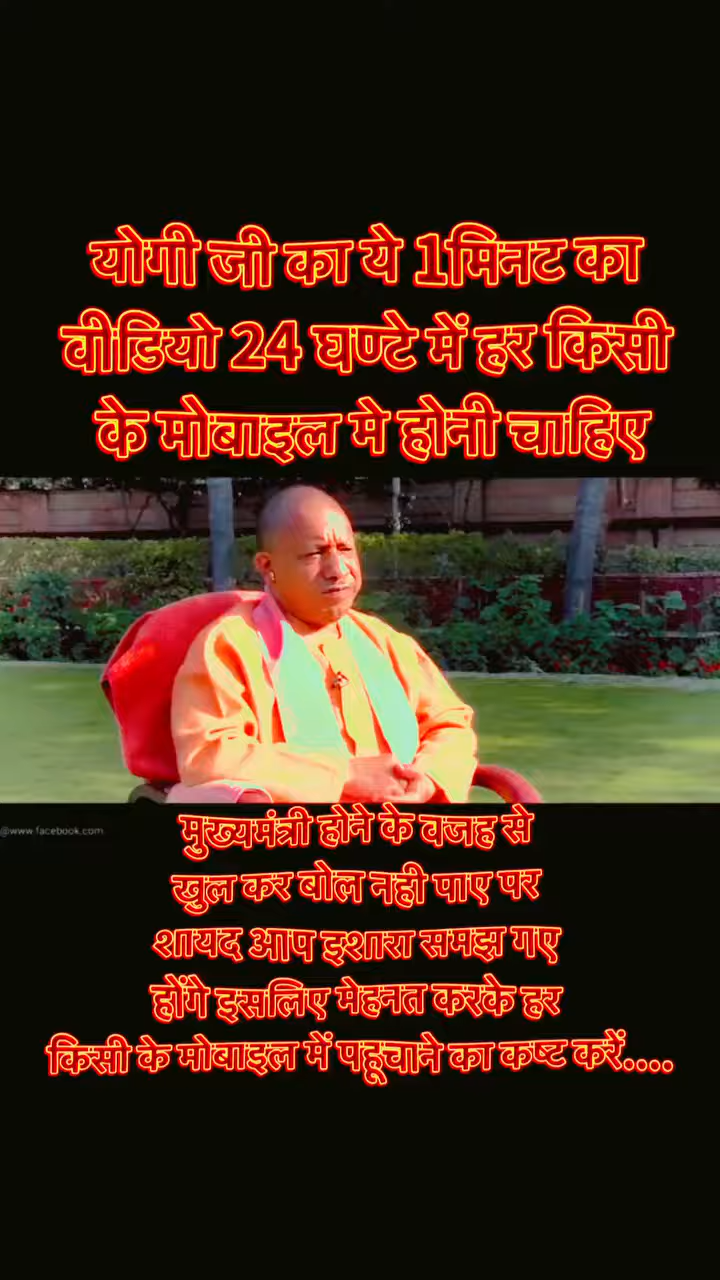 योगी जी का ये 1मिनट का
वीडियो 24 घण्टे में हर किसी
के मोबाइल मे होनी चाहिए
@www.facebook.com
मुख्यमंत्री होने के वजह से
खुल कर बोल नही पाए पर
शायद आप इशारा समझ गए
होंगे इसलिए मेहनत करके हर
किसी के मोबाइल में पहूचाने का कष्ट करें....